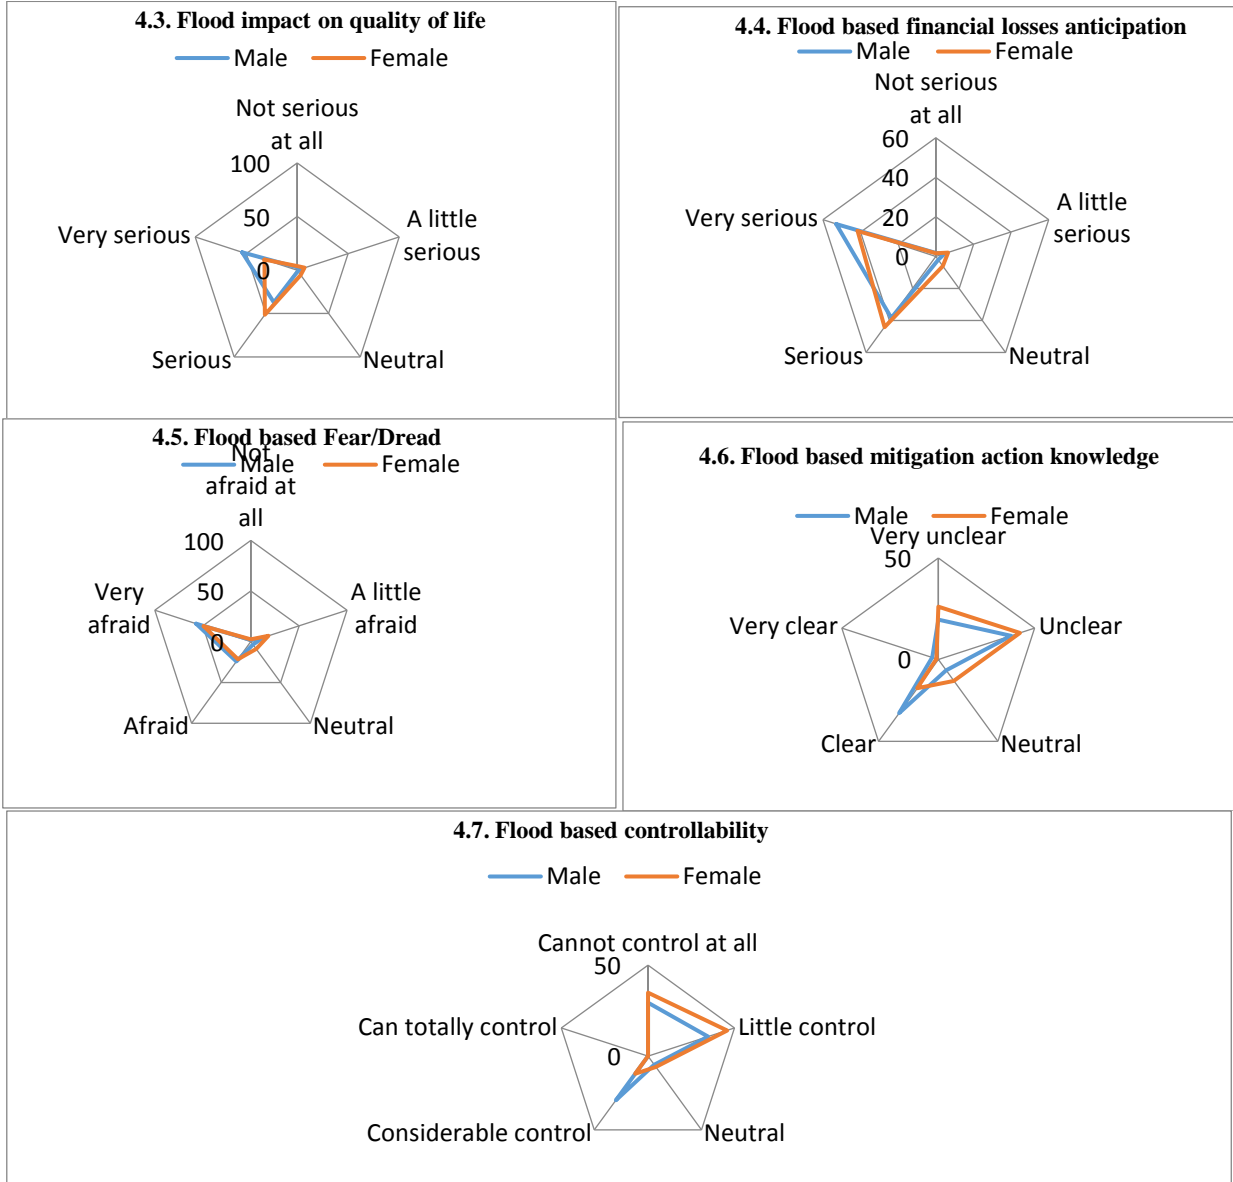 4.3. Flood impact on quality of life
Male
Female
Not serious
at all
100
50
0
A little
serious
Neutral
Serious
Very serious
4.4. Flood based financial losses anticipation
Male
Female
Not serious
at all
60
40
20
0
A little
serious
Neutral
Serious
Very serious
4.5. Flood based Fear/Dread
Male
Female
Not
afraid at
all
100
50
0
A little
afraid
Neutral
Afraid
Very
afraid
4.6. Flood based mitigation action knowledge
Male
Female
Very unclear
50
0
Unclear
Neutral
Clear
Very clear
4.7. Flood based controllability
Male
Female
Cannot control at all
50
0
Little control
Neutral
Considerable control
Can totally control